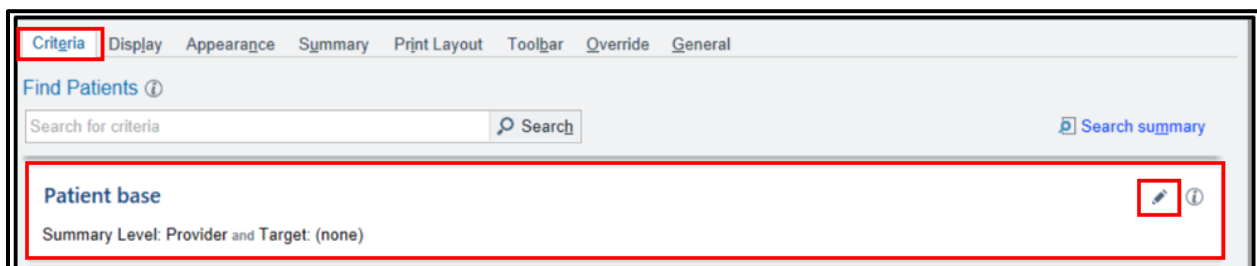 Criteria Display Appearance Summary Print Layout Toolbar Override General
Find Patients
Search for criteria Search Search summary
Patient base
Summary Level: Provider and Target: (none)